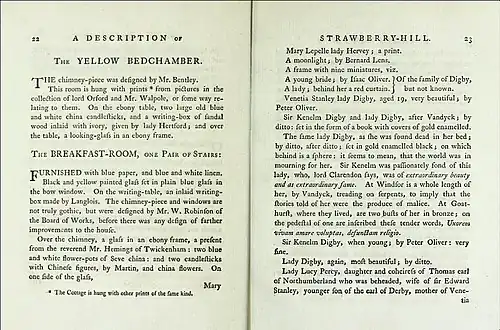 22 A DESCRIPTION OF
THE YELLOW BEDCHAMBER.
THE chimney-piece was deſigned by Mr. Bentley.
This room is hung with prints * from pictures in the
collection of lord Orford and Mr. Walpole, or ſome way re-
lating to them. On the ebony table, two large old blue
and white china candleſticks, and a writing-box of ſandal
wood inlaid with ivory, given by lady Hertford; and over
the table, a looking-glaſs in an ebony frame.
THE BREAKFAST-ROOM, ONE PAIR OF STAIRS:
FURNISHED with blue paper, and blue and white linen.
Black and yellow painted glaſs ſet in plain blue glaſs in
the bow window. On the writing-table, an inlaid writing-
box made by Langlois. The chimney-piece and windows are
not truly gothic, but were deſigned by Mr. W. Robinſon of
the Board of Works, before there was any deſign of farther
improvements to the houſe.
Over the chimney, a glaſs in an ebony frame, a preſent
from the reverend Mr. Hemings of Twickenham: two blue
and white flower-pots of Seve china: and two candleſticks
with Chineſe figures, by Martin, and china flowers. On
one ſide of the glaſs,
Mary
* The Cottage is hung with other prints of the ſame kind.
STRAWBERRY-HILL. 23
Mary Lepelle lady Hervey; a print.
A moonlight; by Bernard Lens.
A frame with nine miniatures, viz.
A young bride; by Iſaac Oliver. } Of the family of Digby,
A lady; behind her a red curtain. } but not known.
Venetia Stanley lady Digby, aged 19, very beautiful; by
Peter Oliver.
Sir Kenelm Digby and lady Digby, after Vandyck; by
ditto: ſet in the form of a book with covers of gold enamelled.
The ſame lady Digby, as ſhe was found dead in her bed;
by ditto, after ditto; ſet in gold enamelled black; on which
behind is a ſphere; it ſeems to mean, that the world was in
mourning for her. Sir Kenelm was paſſionately fond of this
lady, who, lord Clarendon ſays, was of extraordinary beauty
and as extraordinary fame. At Windſor is a whole length of
her, by Vandyck, treading on ſerpents, to imply that the
ſtories told of her were the produce of malice. At Goat-
hurſt, where they lived, are two buſts of her in bronze; on
the pedeſtal of one are inſcribed theſe tender words, Uxorem
vivam amare voluptas, defunctam religio.
Sir Kenelm Digby, when young; by Peter Oliver: very
fine.
Lady Digby, again, moſt beautiful; by ditto.
Lady Lucy Percy, daughter and coheireſs of Thomas earl
of Northumberland who was beheaded, wife of ſir Edward
Stanley, younger ſon of the earl of Derby, mother of Vene-
tia